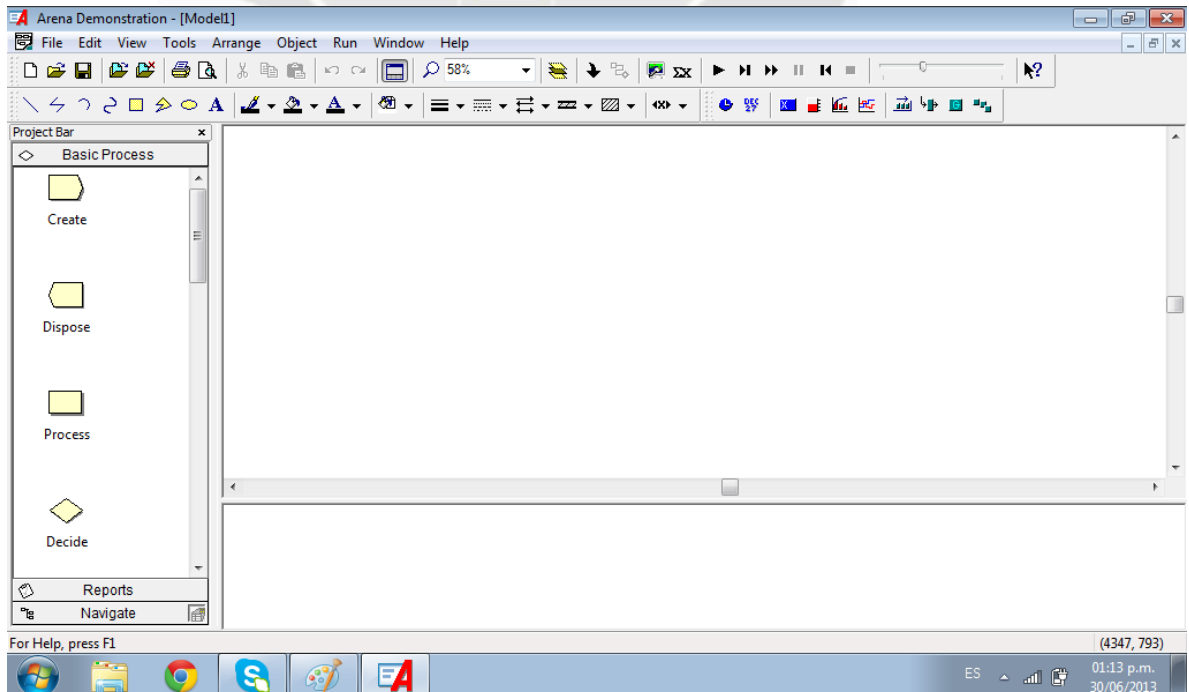 Arena Demonstration - [Model1]
File Edit View Tools Arrange Object Run Window Help
58%
Project Bar
Basic Process
Create
Dispose
Process
Decide
Reports
Navigate
For Help, press F1
(4347, 793)
ES
01:13 p.m.
30/06/2013